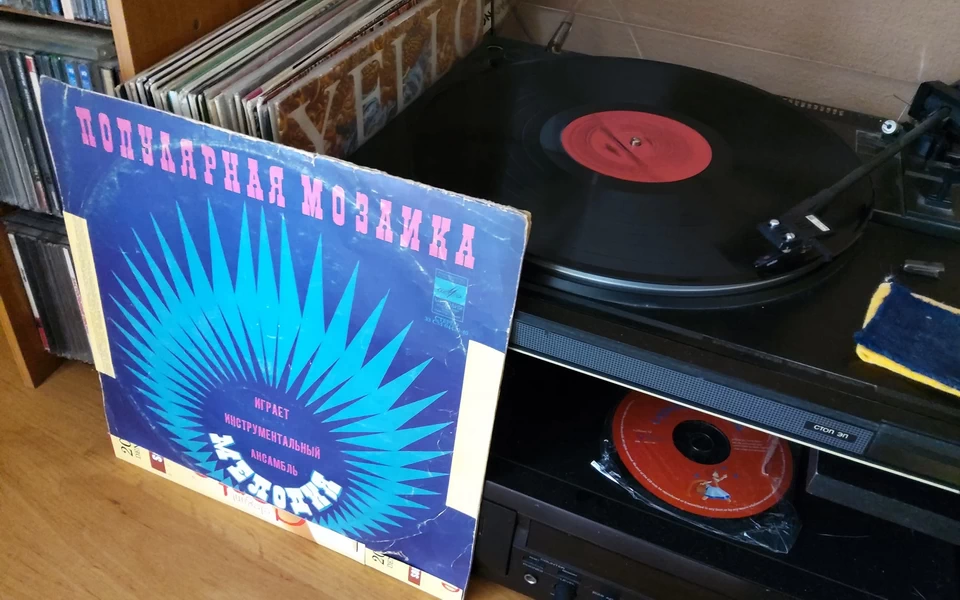 ПОПУЛЯРНАЯ МОЗАИКА
ИГРАЕТ
ИНСТРУМЕНТАЛЬНЫЙ
АНСАМБЛЬ
МЕЛОДИЯ
СТОП ЭП